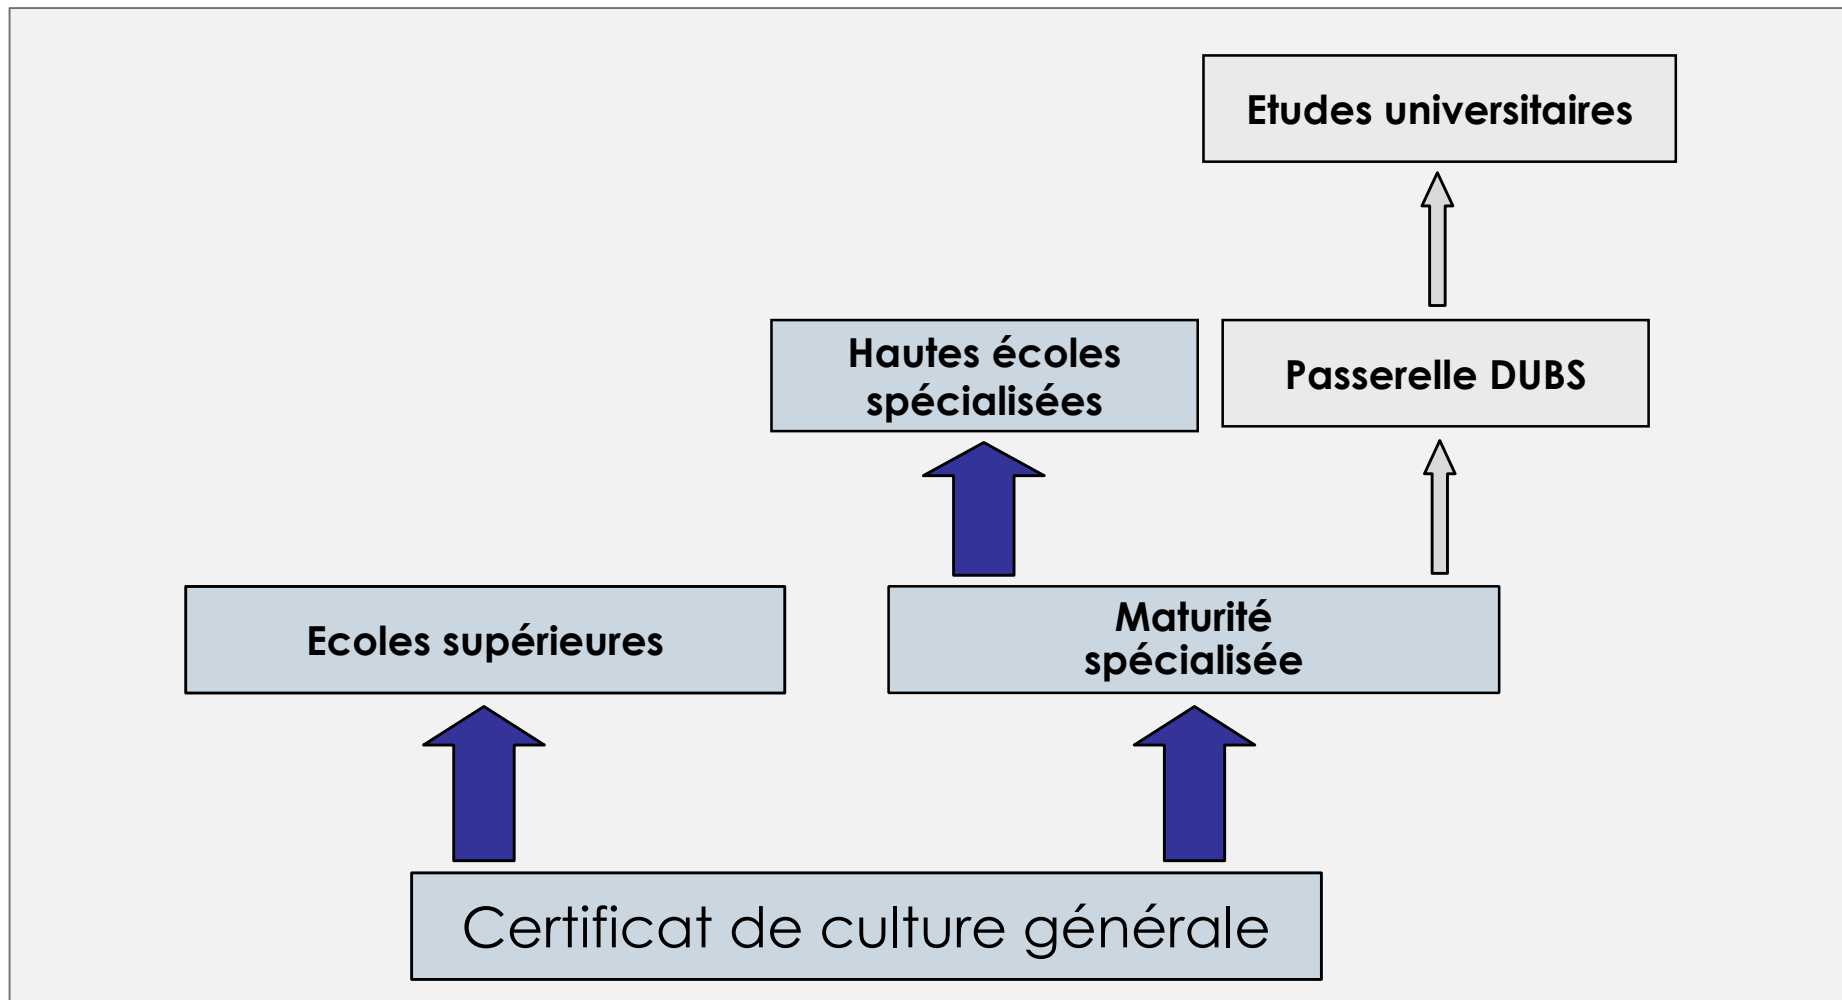 Etudes universitaires
Hautes écoles
spécialisées
Passerelle DUBS
Ecoles supérieures
Maturité
spécialisée
Certificat de culture générale